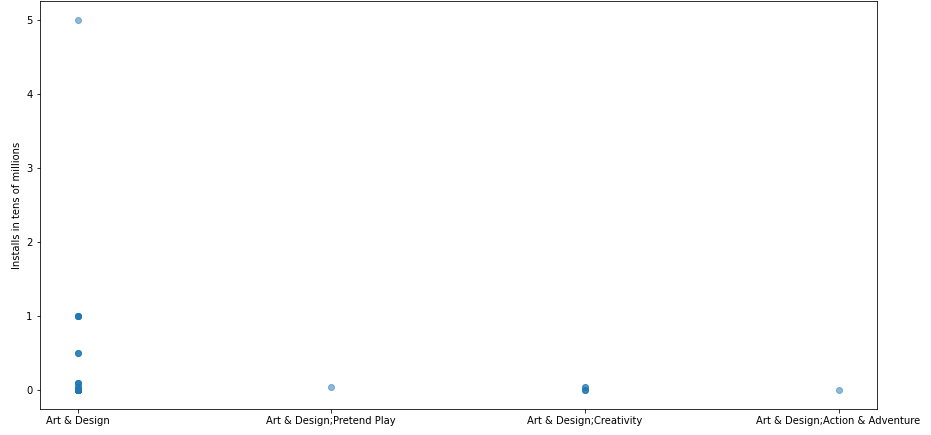 5
4
3
2
1
0
Installs in tens of millions
Art & Design
Art & Design;Pretend Play
Art & Design;Creativity
Art & Design;Action & Adventure